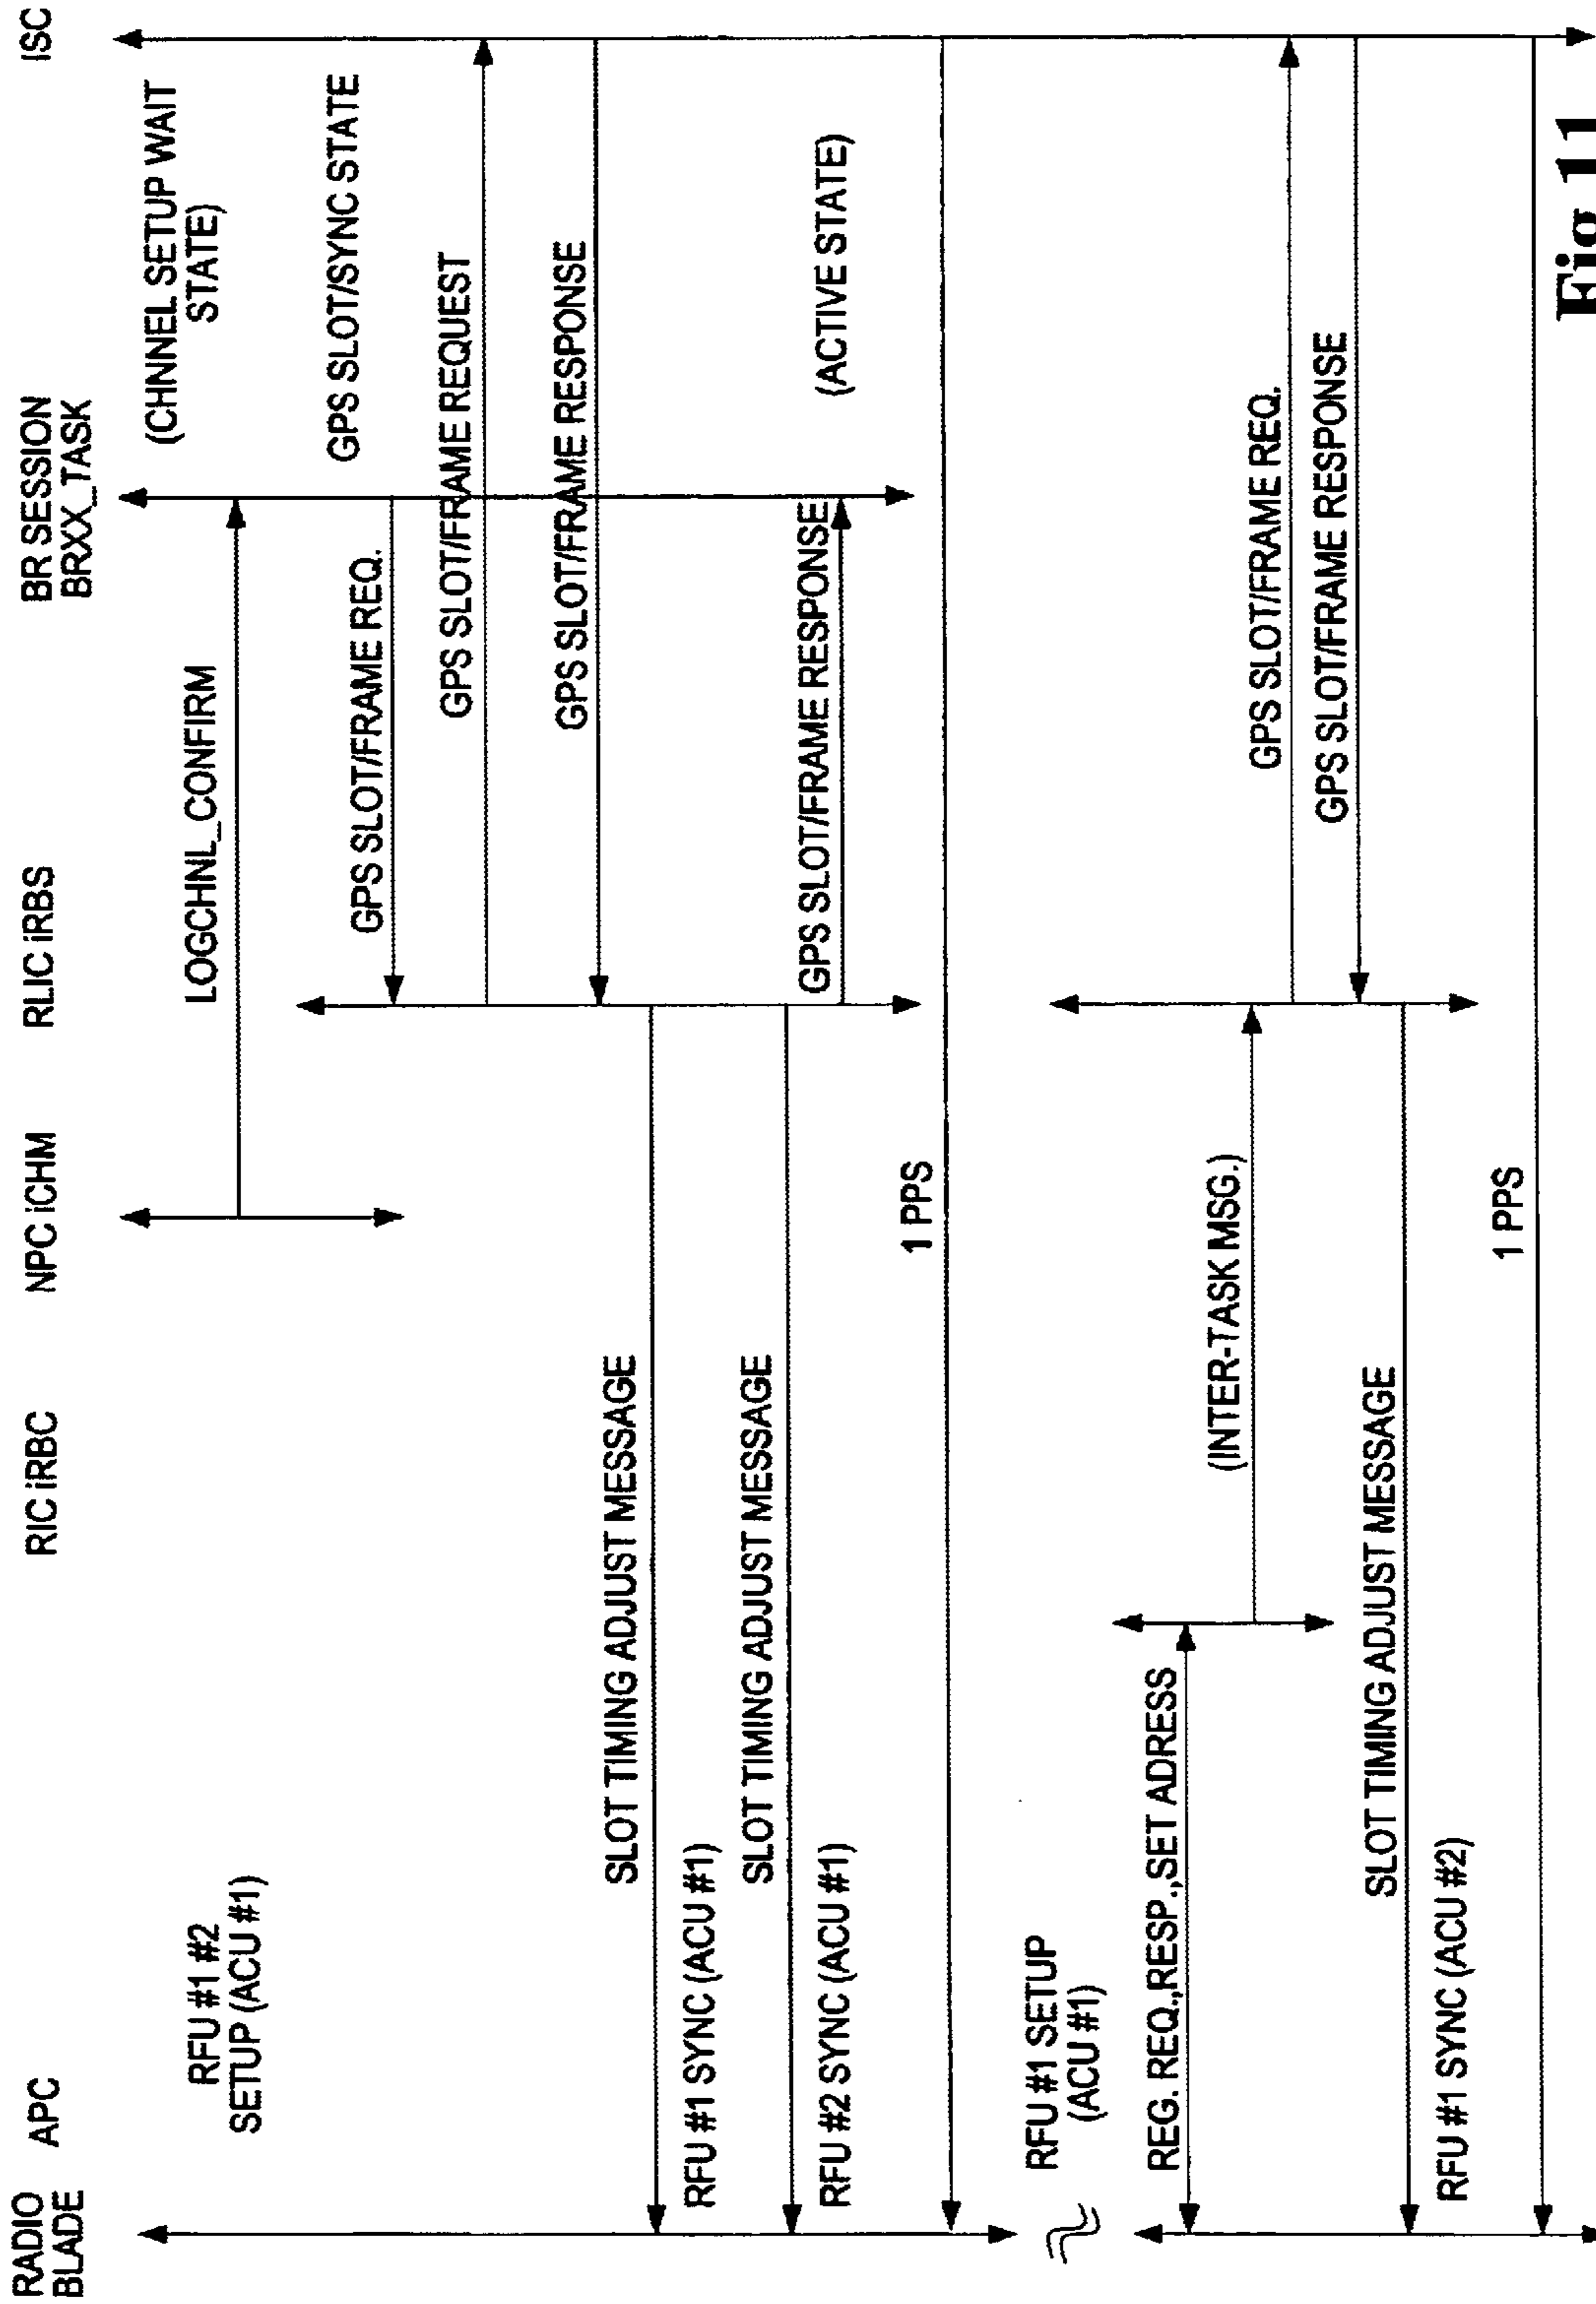 RADIO
BLADE
APC
RIC iRBC
NPC iCHM
RLIC iRBS
BR SESSION
BRXX_TASK
ISC
RFU #1 #2
SETUP (ACU #1)
LOGCHNL_CONFIRM
(CHNNEL SETUP WAIT
STATE)
GPS SLOT/SYNC STATE
GPS SLOT/FRAME REQ.
GPS SLOT/FRAME REQUEST
GPS SLOT/FRAME RESPONSE
SLOT TIMING ADJUST MESSAGE
RFU #1 SYNC (ACU #1)
SLOT TIMING ADJUST MESSAGE
RFU #2 SYNC (ACU #1)
GPS SLOT/FRAME RESPONSE
(ACTIVE STATE)
1 PPS
RFU #1 SETUP
(ACU #1)
REG. REQ.,RESP.,SET ADRESS
(INTER-TASK MSG.)
GPS SLOT/FRAME REQ.
GPS SLOT/FRAME RESPONSE
SLOT TIMING ADJUST MESSAGE
RFU #1 SYNC (ACU #2)
1 PPS
Fig 11